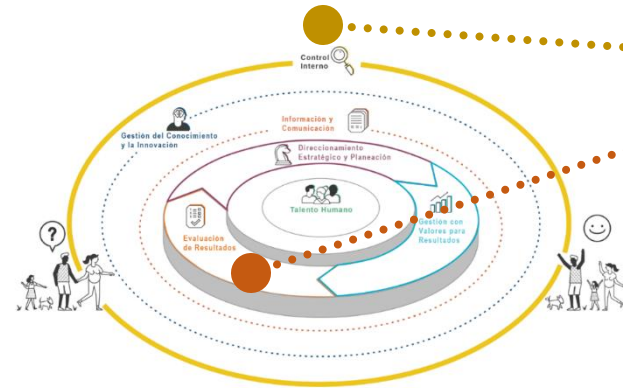 Control
Interno
Información y
Comunicación
Gestión del Conocimiento
y la Innovación
Direccionamiento
Estratégico y Planeación
Talento Humano
Gestión con
Valores para
Resultados
Evaluación
de Resultados
?